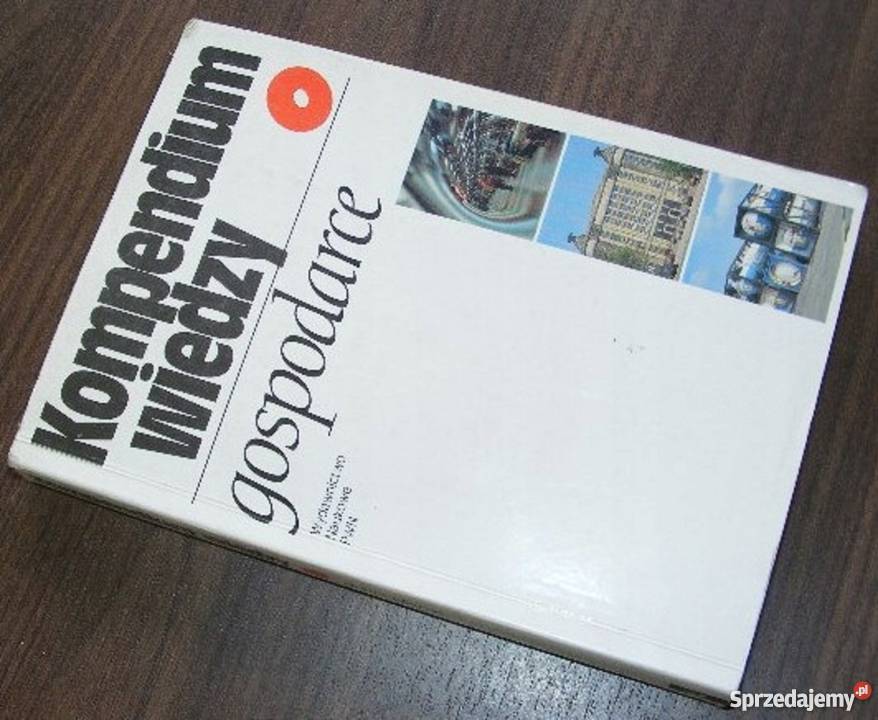 Kompendium
wiedzy
o
gospodarce
Wydawnictwo
Naukowe
PWN
Sprzedajemy.pl